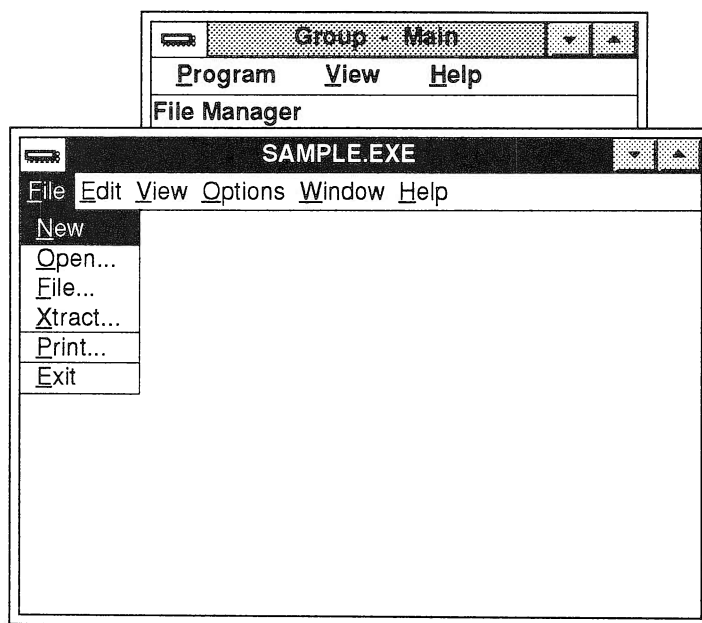 Group - Main
Program View Help
File Manager
SAMPLE.EXE
File Edit View Options Window Help
New
Open...
File...
Xtract...
Print...
Exit